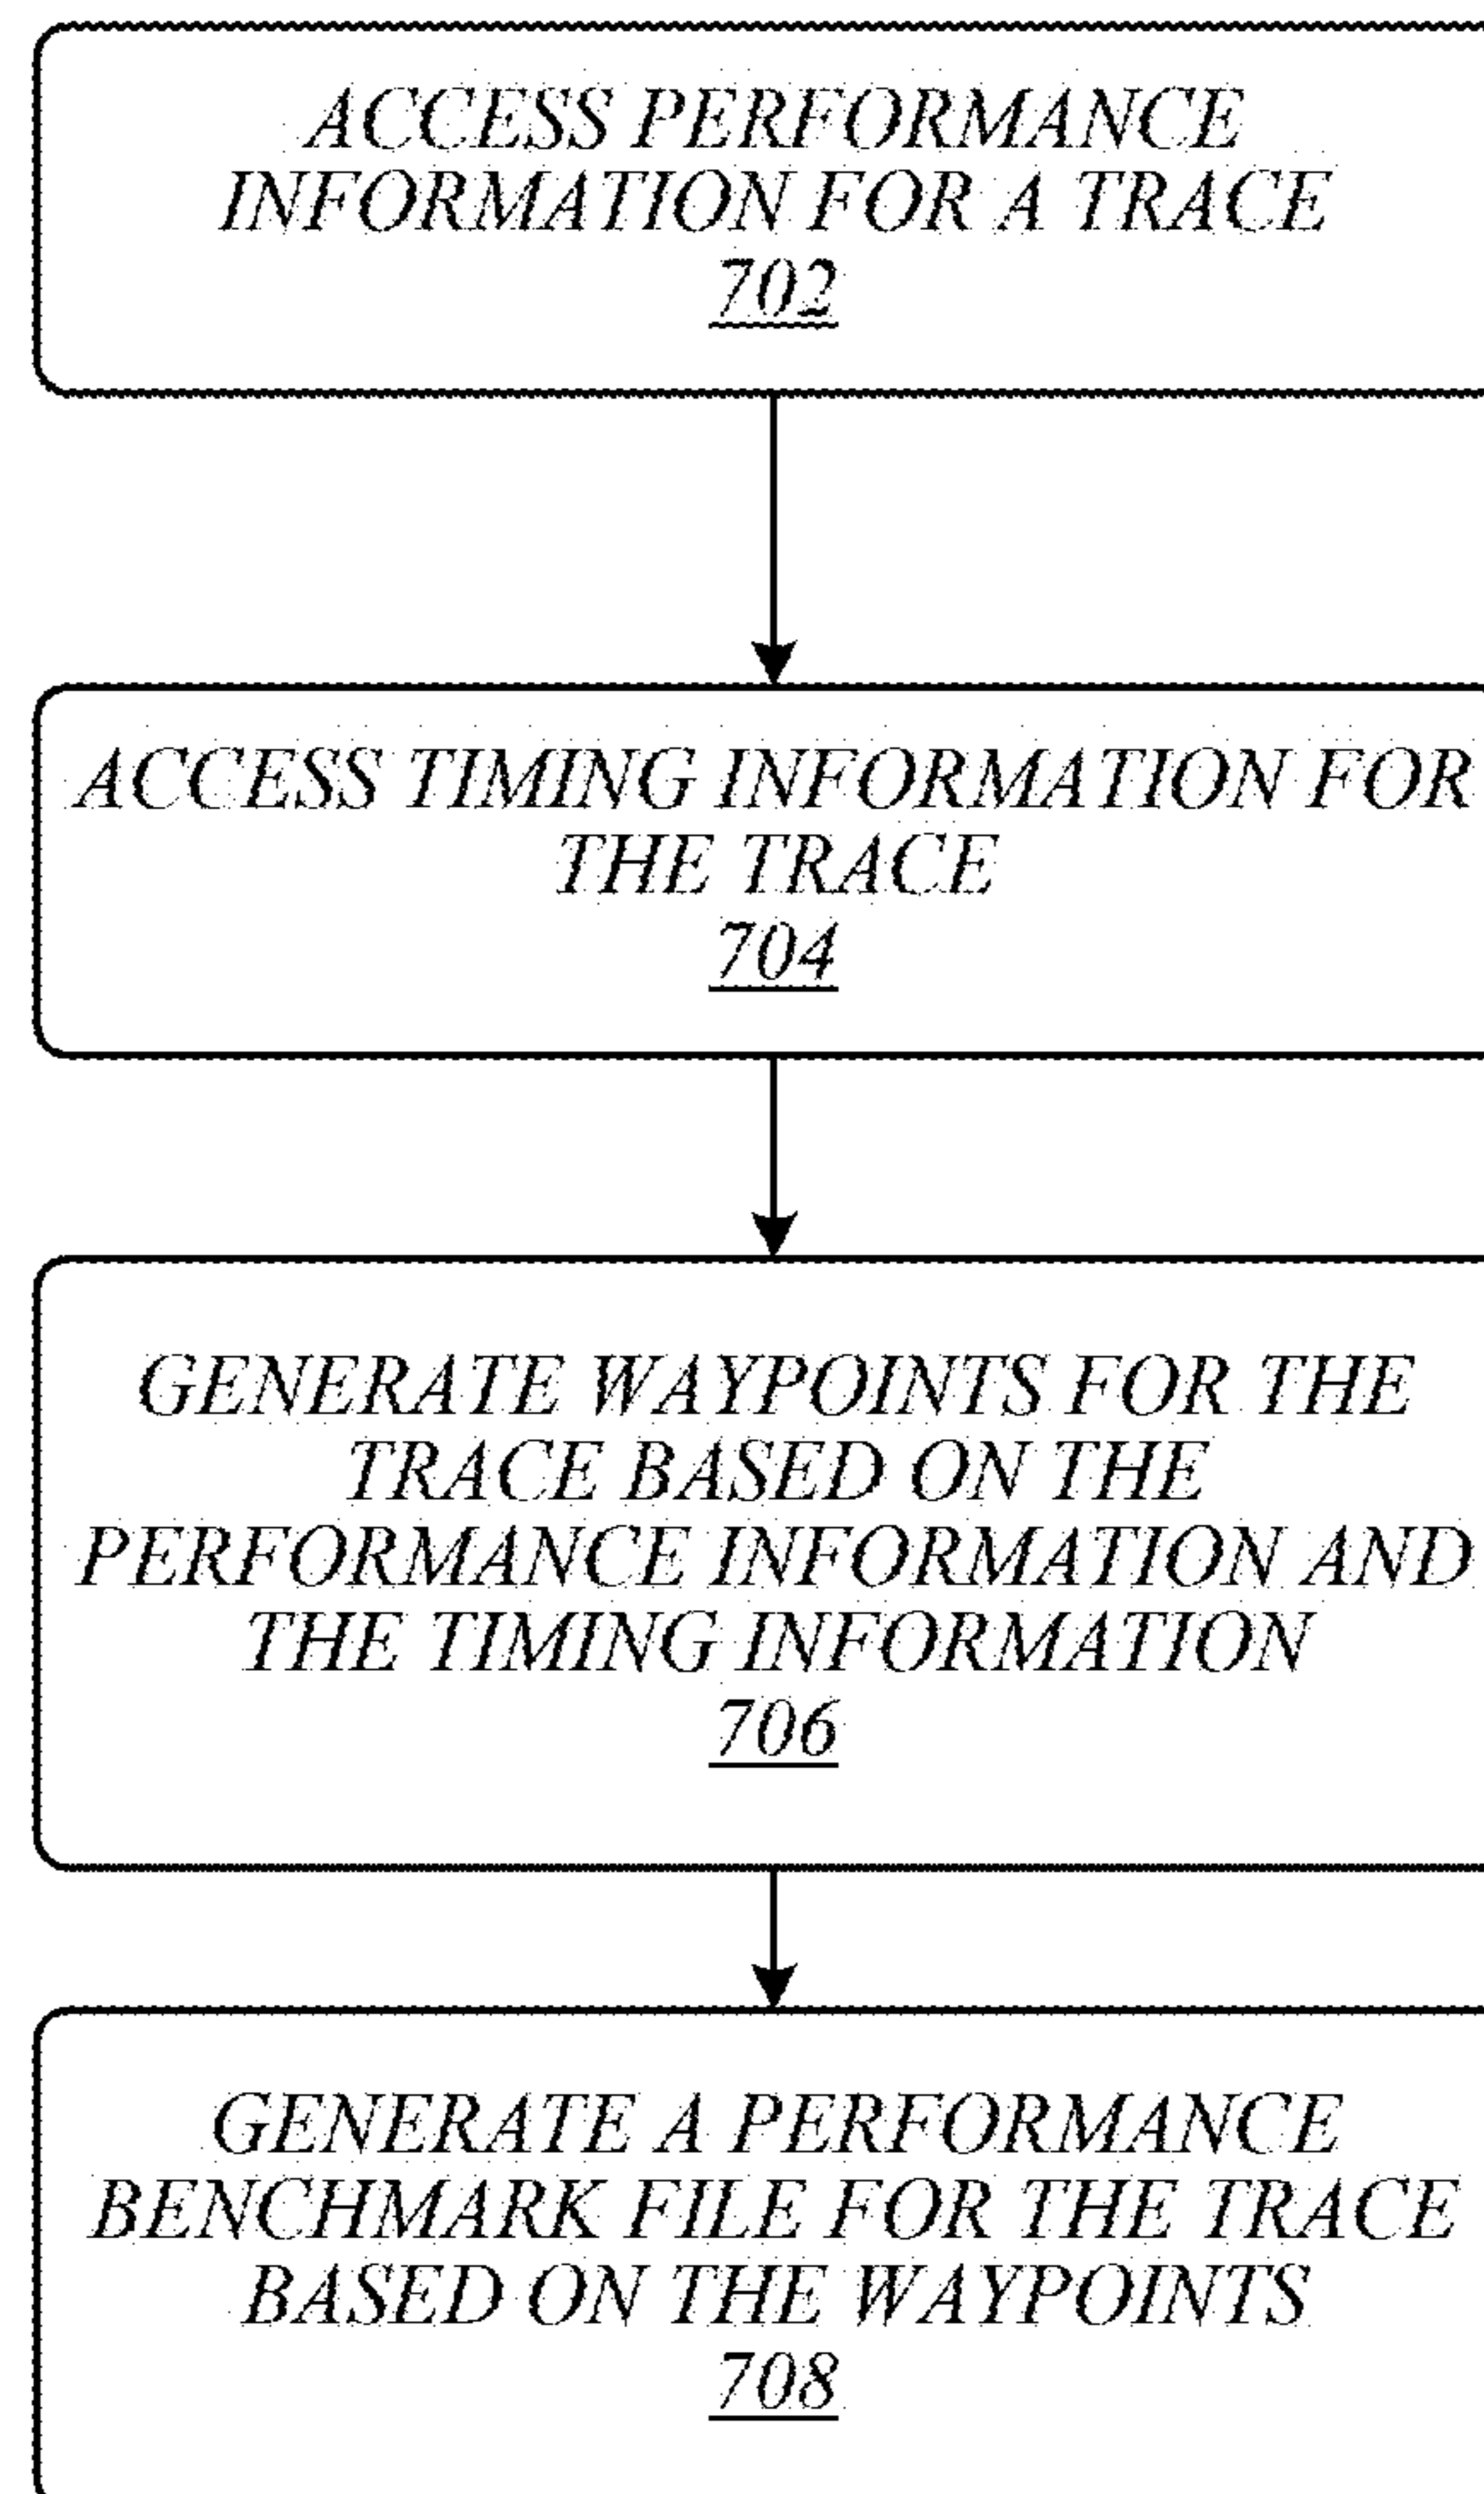 ACCESS PERFORMANCE
INFORMATION FOR A TRACE
702
ACCESS TIMING INFORMATION FOR
THE TRACE
704
GENERATE WAYPOINTS FOR THE
TRACE BASED ON THE
PERFORMANCE INFORMATION AND
THE TIMING INFORMATION
706
GENERATE A PERFORMANCE
BENCHMARK FILE FOR THE TRACE
BASED ON THE WAYPOINTS
708